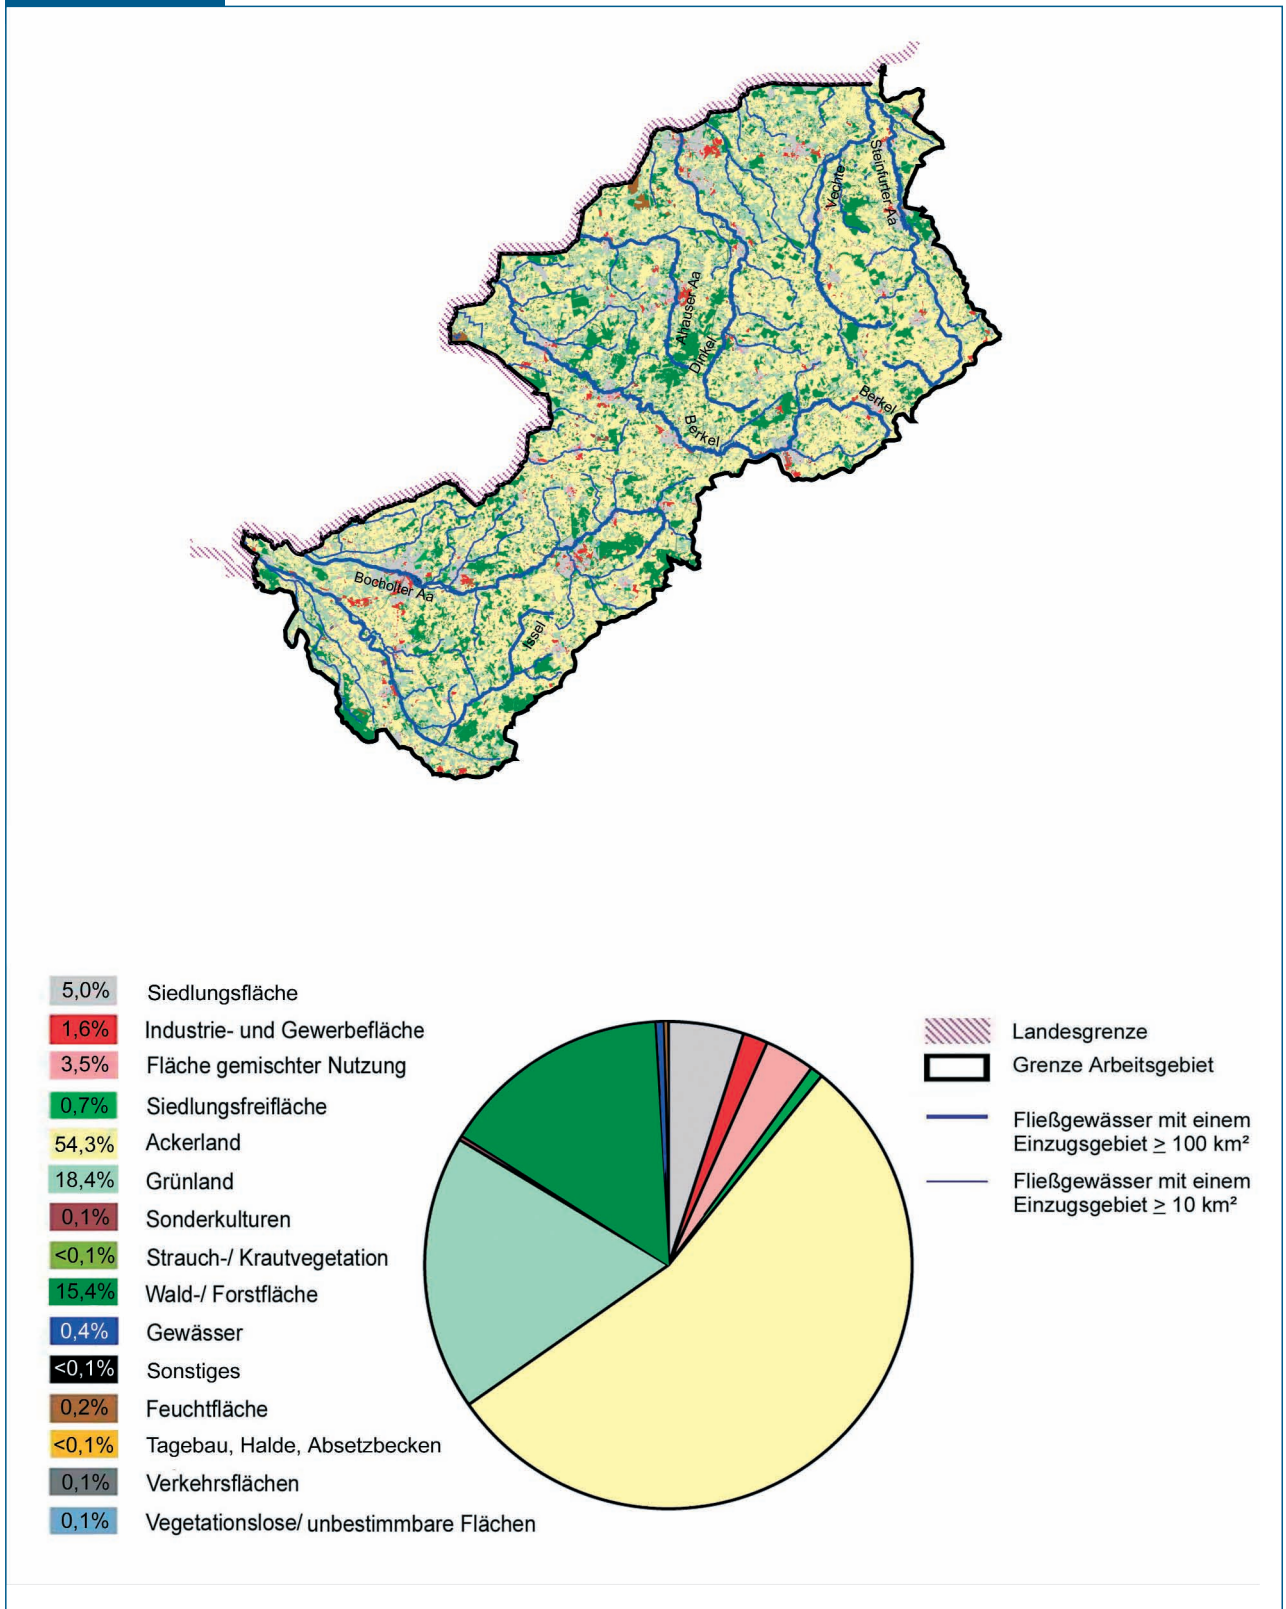 Steinfurter Aa
Vechte
Ahauser Aa
Dinkel
Berkel
Berkel
Bocholter Aa
Issel
5,0% Siedlungsfläche
1,6% Industrie- und Gewerbefläche
3,5% Fläche gemischter Nutzung
0,7% Siedlungsfreifläche
54,3% Ackerland
18,4% Grünland
0,1% Sonderkulturen
<0,1% Strauch-/ Krautvegetation
15,4% Wald-/ Forstfläche
0,4% Gewässer
<0,1% Sonstiges
0,2% Feuchtfläche
<0,1% Tagebau, Halde, Absetzbecken
0,1% Verkehrsflächen
0,1% Vegetationslose/ unbestimmbare Flächen
Landesgrenze
Grenze Arbeitsgebiet
Fließgewässer mit einem
Einzugsgebiet ≥ 100 km²
Fließgewässer mit einem
Einzugsgebiet ≥ 10 km²